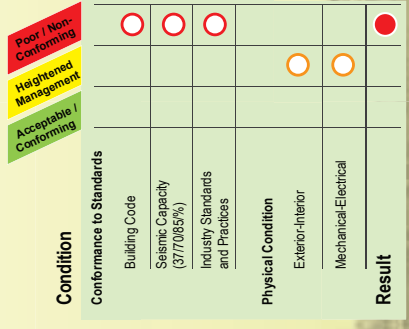 Poor / Non-
Conforming
Heightened
Management
Acceptable /
Conforming
Condition
Conformance to Standards
Building Code
Seismic Capacity
(37/70/85/%)
Industry Standards
and Practices
Physical Condition
Exterior-Interior
Mechanical-Electrical
Result